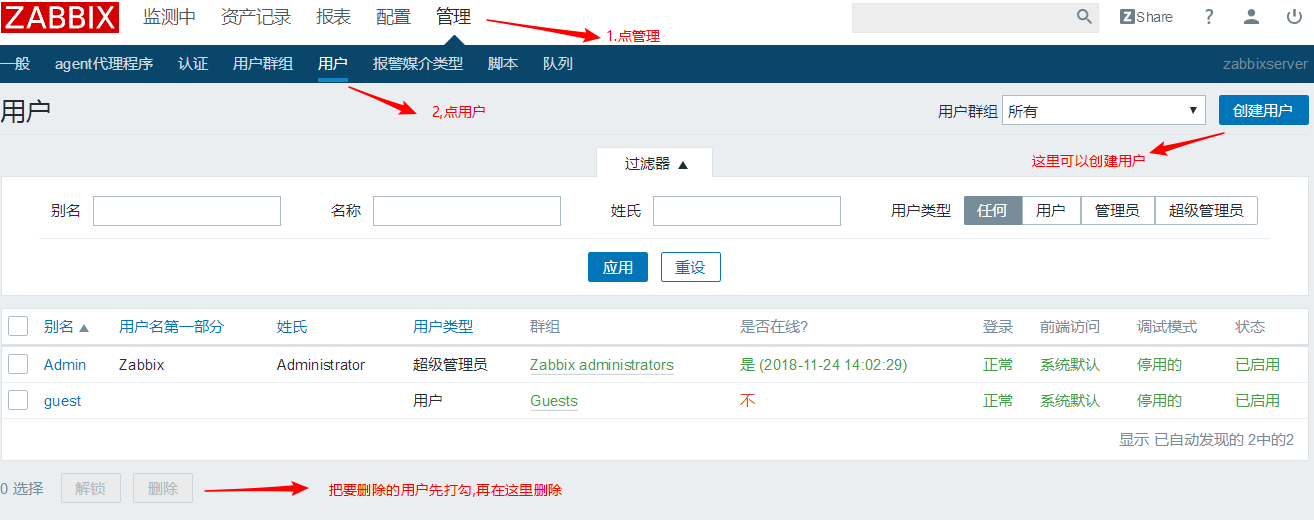 ZABBIX 监测中 资产记录 报表 配置 管理 Z Share ?
1.点管理
一般 agent代理程序 认证 用户群组 用户 报警媒介类型 脚本 队列 zabbixserver
用户 2,点用户 用户群组 所有 创建用户
这里可以创建用户
过滤器
别名 名称 姓氏 用户类型 任何 用户 管理员 超级管理员
应用 重设
别名 用户名第一部分 姓氏 用户类型 群组 是否在线? 登录 前端访问 调试模式 状态
Admin Zabbix Administrator 超级管理员 Zabbix administrators 是 (2018-11-24 14:02:29) 正常 系统默认 停用的 已启用
guest 用户 Guests 不 正常 系统默认 停用的 已启用
显示 已自动发现的 2中的2
0 选择 解锁 删除 把要删除的用户先打勾,再在这里删除